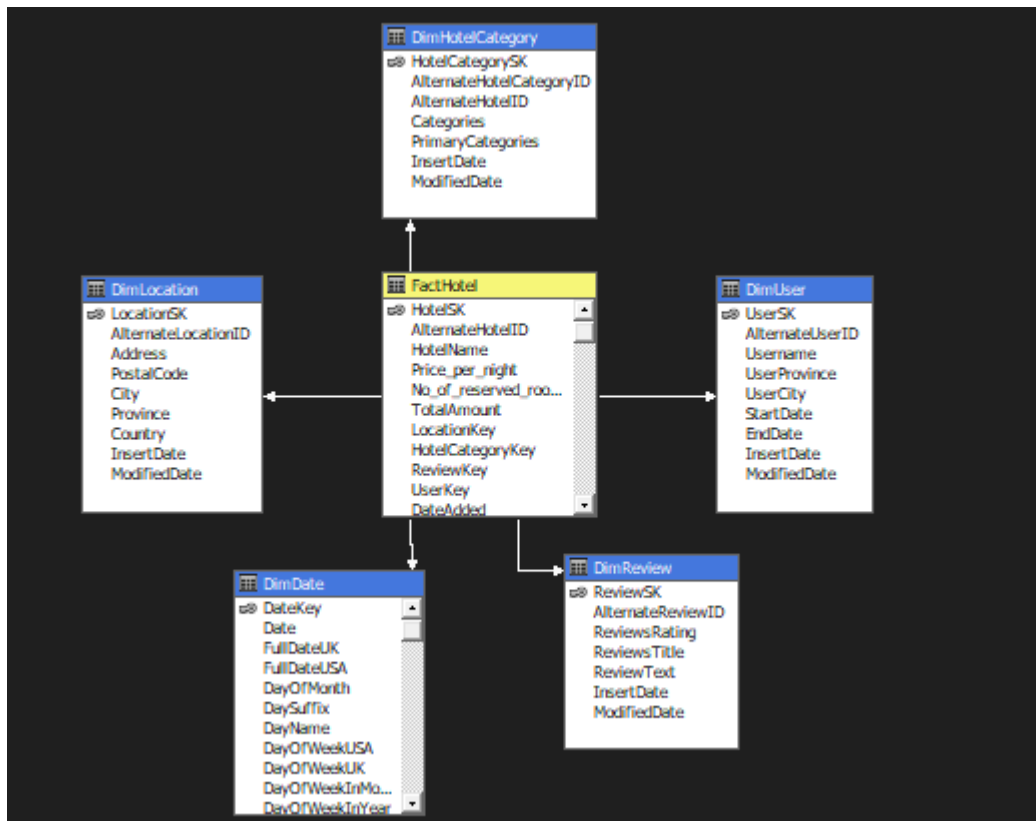 DimHotelCategory
HotelCategorySK
AlternateHotelCategoryID
AlternateHotelID
Categories
PrimaryCategories
InsertDate
ModifiedDate
DimLocation
LocationSK
AlternateLocationID
Address
PostalCode
City
Province
Country
InsertDate
ModifiedDate
FactHotel
HotelSK
AlternateHotelID
HotelName
Price_per_night
No_of_reserved_roo...
TotalAmount
LocationKey
HotelCategoryKey
ReviewKey
UserKey
DateAdded
DimUser
UserSK
AlternateUserID
Username
UserProvince
UserCity
StartDate
EndDate
InsertDate
ModifiedDate
DimDate
DateKey
Date
FullDateUK
FullDateUSA
DayOfMonth
DaySuffix
DayName
DayOfWeekUSA
DayOfWeekUK
DayOfWeekInMo...
DayOfWeekInYear
DimReview
ReviewSK
AlternateReviewID
ReviewsRating
ReviewsTitle
ReviewText
InsertDate
ModifiedDate